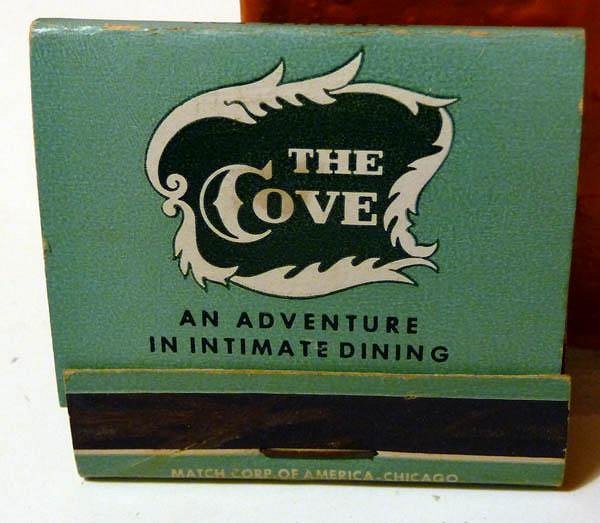 THE
COVE
AN ADVENTURE
IN INTIMATE DINING
MATCH CORP. OF AMERICA-CHICAGO